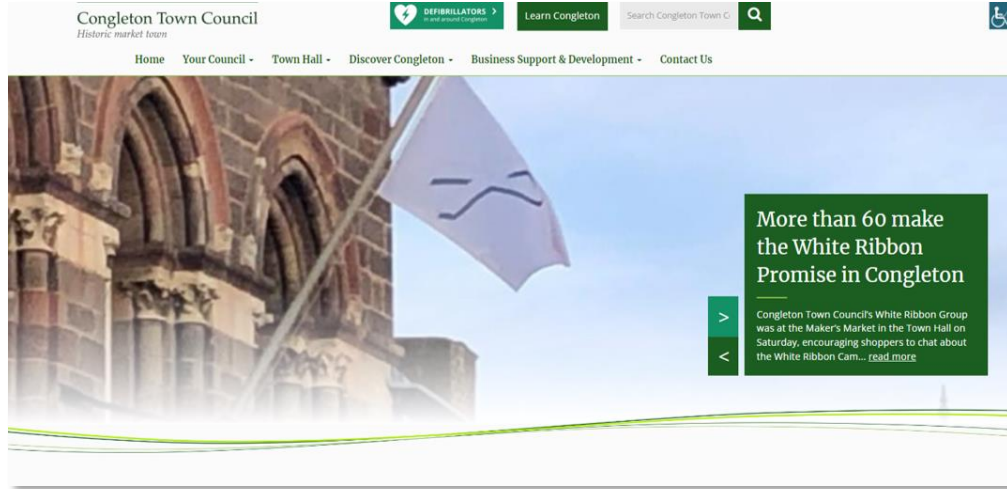 Congleton Town Council
Historic market town
DEFIBRILLATORS >
in and around Congleton
Learn Congleton
Search Congleton Town C
Home Your Council Town Hall Discover Congleton Business Support & Development Contact Us
More than 60 make
the White Ribbon
Promise in Congleton
Congleton Town Council's White Ribbon Group
was at the Maker's Market in the Town Hall on
Saturday, encouraging shoppers to chat about
the White Ribbon Cam... read more
>
<